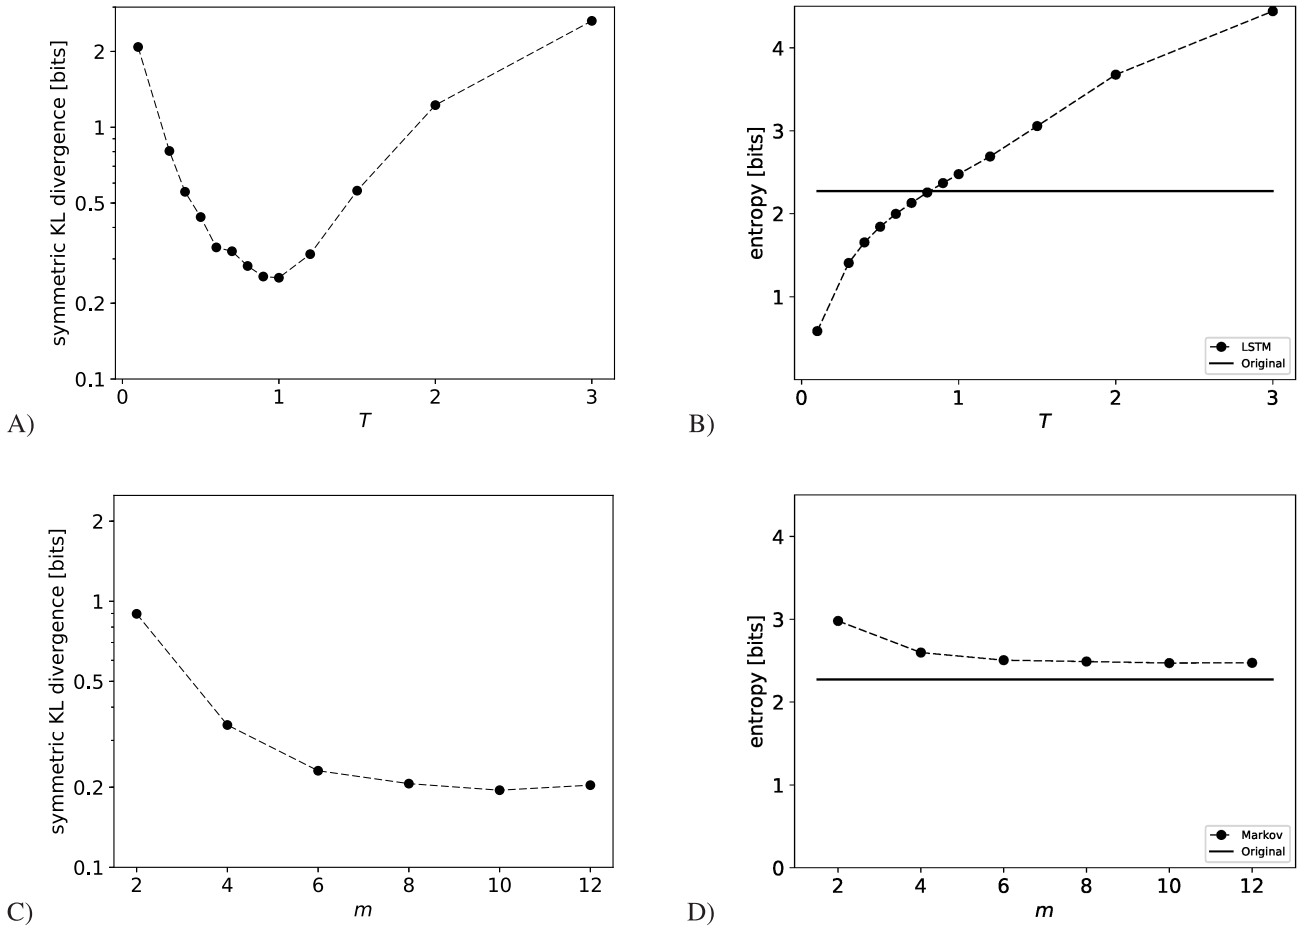 2
1
0.5
0.2
0.1
symmetric KL divergence [bits]
0 1 2 3
T
A)
4
3
2
1
entropy [bits]
LSTM
Original
0 1 2 3
T
B)
2
1
0.5
0.2
0.1
symmetric KL divergence [bits]
2 4 6 8 10 12
m
C)
4
3
2
1
0
entropy [bits]
Markov
Original
2 4 6 8 10 12
m
D)